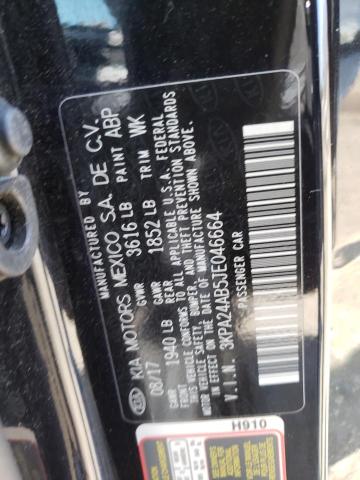 MANUFACTURED BY
KIA MOTORS MEXICO S.A. DE C.V.
08/17 GVWR 3616 LB PAINT ABP
GAWR FRONT 1940 LB GAWR REAR 1852 LB TRIM WK
THIS VEHICLE CONFORMS TO ALL APPLICABLE U.S.A. FEDERAL
MOTOR VEHICLE SAFETY, BUMPER, AND THEFT PREVENTION STANDARDS
IN EFFECT ON THE DATE OF MANUFACTURE SHOWN ABOVE.
V.I.N. : 3KPA24AB5JE046664
PASSENGER CAR
H910